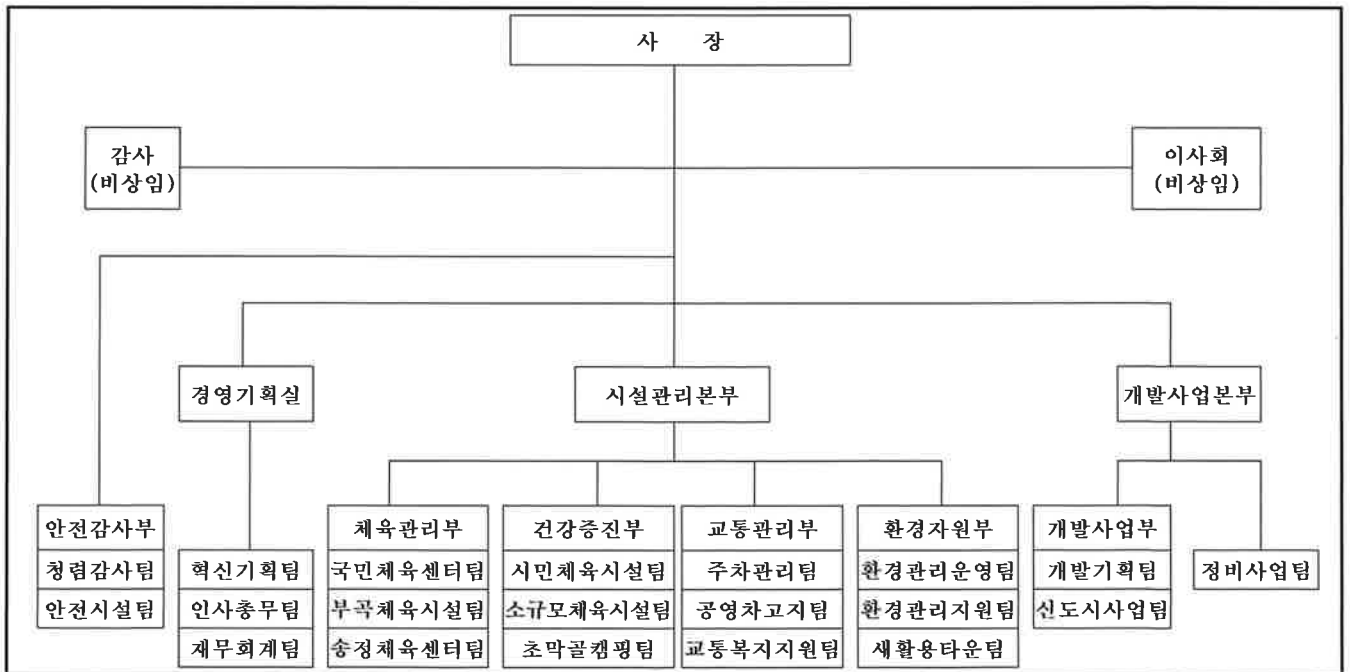 사 장
감사
(비상임)
이사회
(비상임)
경영기획실
시설관리본부
개발사업본부
안전감사부
청렴감사팀
안전시설팀
혁신기획팀
인사총무팀
재무회계팀
체육관리부
국민체육센터팀
부곡체육시설팀
송정체육센터팀
건강증진부
시민체육시설팀
소규모체육시설팀
초막골캠핑팀
교통관리부
주차관리팀
공영차고지팀
교통복지지원팀
환경자원부
환경관리운영팀
환경관리지원팀
새활용타운팀
개발사업부
개발기획팀
신도시사업팀
정비사업팀